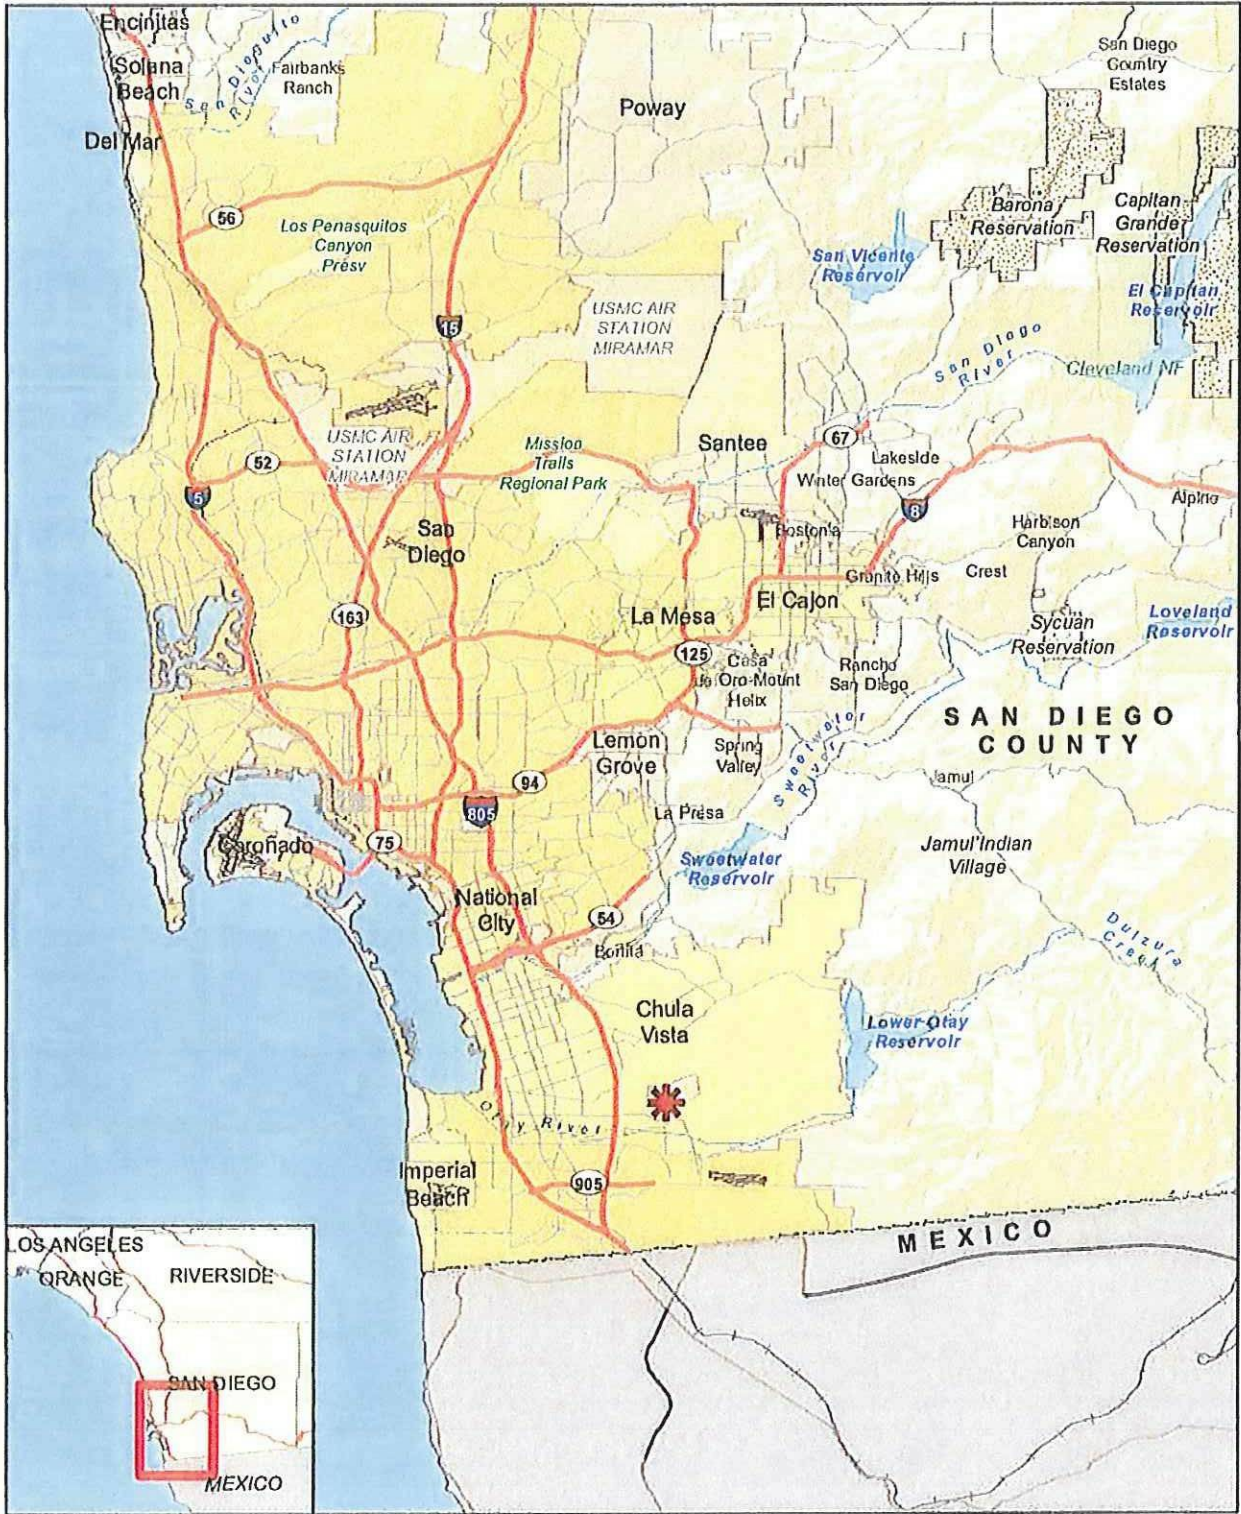 Encinitas
Solana
Beach
San Dieguito
River
Fairbanks
Ranch
Del Mar
Poway
San Diego
Country
Estates
56
Los Penasquitos
Canyon
Presv
Barona
Reservation
Capitan
Grande
Reservation
San Vicente
Reservoir
El Capitan
Reservoir
15
USMC AIR
STATION
MIRAMAR
San Diego
River
Cleveland NF
USMC AIR
STATION
MIRAMAR
52
5
Mission
Trails
Regional Park
Santee
67
Lakeside
Winter Gardens
8
Alpine
San
Diego
Bostonia
Harbison
Canyon
Granite Hills
Crest
El Cajon
La Mesa
163
125
Sycuan
Reservation
Loveland
Reservoir
Casa
de Oro-Mount
Helix
Rancho
San Diego
SAN DIEGO
COUNTY
Lemon
Grove
Spring
Valley
Sweetwater
River
94
805
La Presa
Jamul
Coronado
75
Sweetwater
Reservoir
Jamul Indian
Village
National
City
54
Bonita
Dulzura
Creek
Chula
Vista
Lower Otay
Reservoir
Otay River
Imperial
Beach
905
MEXICO
LOS ANGELES
ORANGE
RIVERSIDE
SAN DIEGO
MEXICO